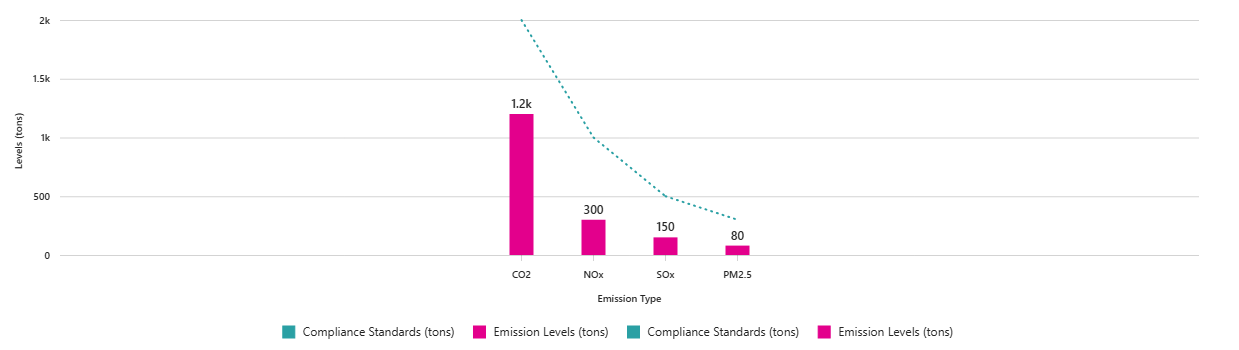 2k
1.5k
1k
500
0
Levels (tons)
1.2k
300
150
80
CO2 NOx SOx PM2.5
Emission Type
Compliance Standards (tons) Emission Levels (tons) Compliance Standards (tons) Emission Levels (tons)